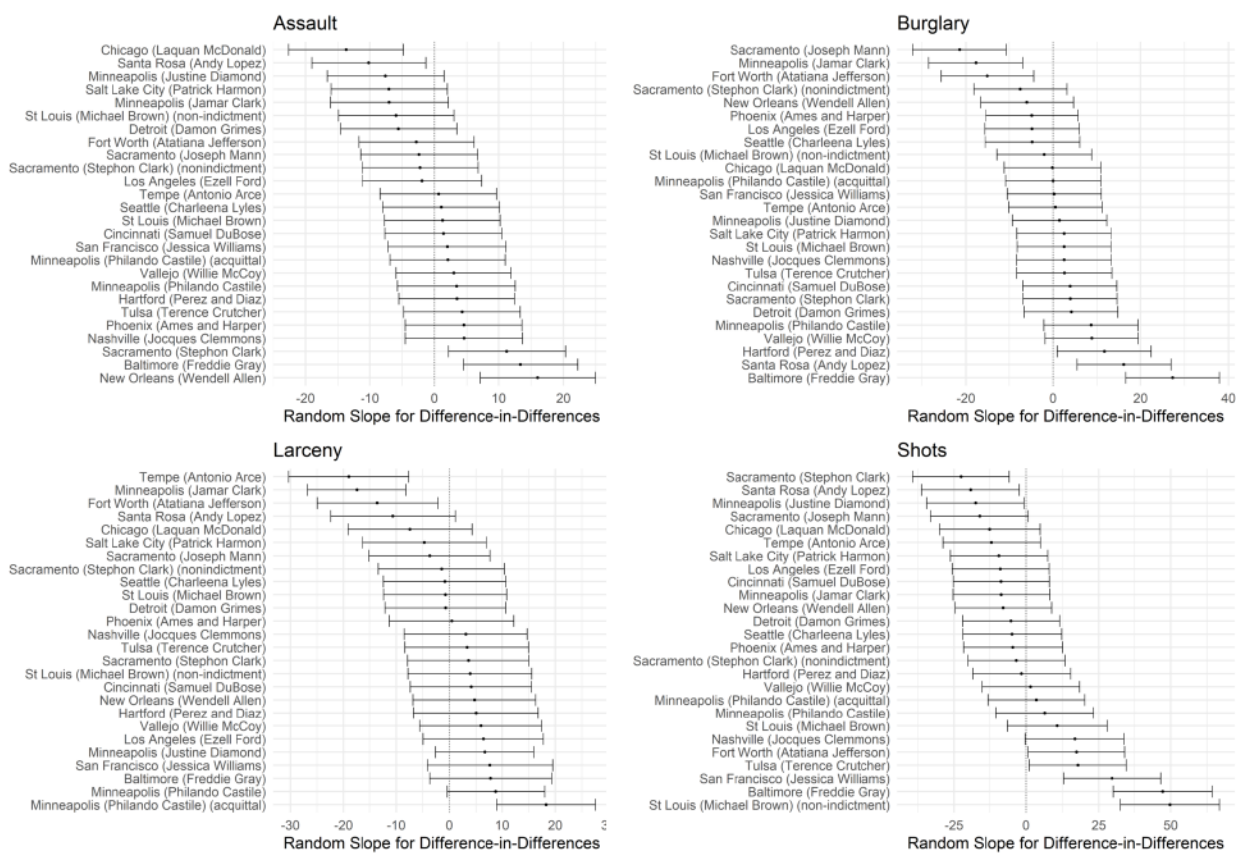 Assault
Chicago (Laquan McDonald)
Santa Rosa (Andy Lopez)
Minneapolis (Justine Diamond)
Salt Lake City (Patrick Harmon)
Minneapolis (Jamar Clark)
St Louis (Michael Brown) (non-indictment)
Detroit (Damon Grimes)
Fort Worth (Atatiana Jefferson)
Sacramento (Joseph Mann)
Sacramento (Stephon Clark) (nonindictment)
Los Angeles (Ezell Ford)
Tempe (Antonio Arce)
Seattle (Charleena Lyles)
St Louis (Michael Brown)
Cincinnati (Samuel DuBose)
San Francisco (Jessica Williams)
Minneapolis (Philando Castile) (acquittal)
Vallejo (Willie McCoy)
Minneapolis (Philando Castile)
Hartford (Perez and Diaz)
Tulsa (Terence Crutcher)
Phoenix (Ames and Harper)
Nashville (Jocques Clemmons)
Sacramento (Stephon Clark)
Baltimore (Freddie Gray)
New Orleans (Wendell Allen)
-20 -10 0 10 20
Random Slope for Difference-in-Differences
Burglary
Sacramento (Joseph Mann)
Minneapolis (Jamar Clark)
Fort Worth (Atatiana Jefferson)
Sacramento (Stephon Clark) (nonindictment)
New Orleans (Wendell Allen)
Phoenix (Ames and Harper)
Los Angeles (Ezell Ford)
Seattle (Charleena Lyles)
St Louis (Michael Brown) (non-indictment)
Chicago (Laquan McDonald)
Minneapolis (Philando Castile) (acquittal)
San Francisco (Jessica Williams)
Tempe (Antonio Arce)
Minneapolis (Justine Diamond)
Salt Lake City (Patrick Harmon)
St Louis (Michael Brown)
Nashville (Jocques Clemmons)
Tulsa (Terence Crutcher)
Cincinnati (Samuel DuBose)
Sacramento (Stephon Clark)
Detroit (Damon Grimes)
Minneapolis (Philando Castile)
Vallejo (Willie McCoy)
Hartford (Perez and Diaz)
Santa Rosa (Andy Lopez)
Baltimore (Freddie Gray)
-20 0 20 40
Random Slope for Difference-in-Differences
Larceny
Tempe (Antonio Arce)
Minneapolis (Jamar Clark)
Fort Worth (Atatiana Jefferson)
Santa Rosa (Andy Lopez)
Chicago (Laquan McDonald)
Salt Lake City (Patrick Harmon)
Sacramento (Joseph Mann)
Sacramento (Stephon Clark) (nonindictment)
Seattle (Charleena Lyles)
St Louis (Michael Brown)
Detroit (Damon Grimes)
Phoenix (Ames and Harper)
Nashville (Jocques Clemmons)
Tulsa (Terence Crutcher)
Sacramento (Stephon Clark)
St Louis (Michael Brown) (non-indictment)
Cincinnati (Samuel DuBose)
New Orleans (Wendell Allen)
Hartford (Perez and Diaz)
Vallejo (Willie McCoy)
Los Angeles (Ezell Ford)
Minneapolis (Justine Diamond)
San Francisco (Jessica Williams)
Baltimore (Freddie Gray)
Minneapolis (Philando Castile)
Minneapolis (Philando Castile) (acquittal)
-30 -20 -10 0 10 20
Random Slope for Difference-in-Differences
Shots
Sacramento (Stephon Clark)
Santa Rosa (Andy Lopez)
Minneapolis (Justine Diamond)
Sacramento (Joseph Mann)
Chicago (Laquan McDonald)
Tempe (Antonio Arce)
Salt Lake City (Patrick Harmon)
Los Angeles (Ezell Ford)
Cincinnati (Samuel DuBose)
Minneapolis (Jamar Clark)
New Orleans (Wendell Allen)
Detroit (Damon Grimes)
Seattle (Charleena Lyles)
Phoenix (Ames and Harper)
Sacramento (Stephon Clark) (nonindictment)
Hartford (Perez and Diaz)
Vallejo (Willie McCoy)
Minneapolis (Philando Castile) (acquittal)
Minneapolis (Philando Castile)
St Louis (Michael Brown)
Nashville (Jocques Clemmons)
Fort Worth (Atatiana Jefferson)
Tulsa (Terence Crutcher)
San Francisco (Jessica Williams)
Baltimore (Freddie Gray)
St Louis (Michael Brown) (non-indictment)
-25 0 25 50
Random Slope for Difference-in-Differences